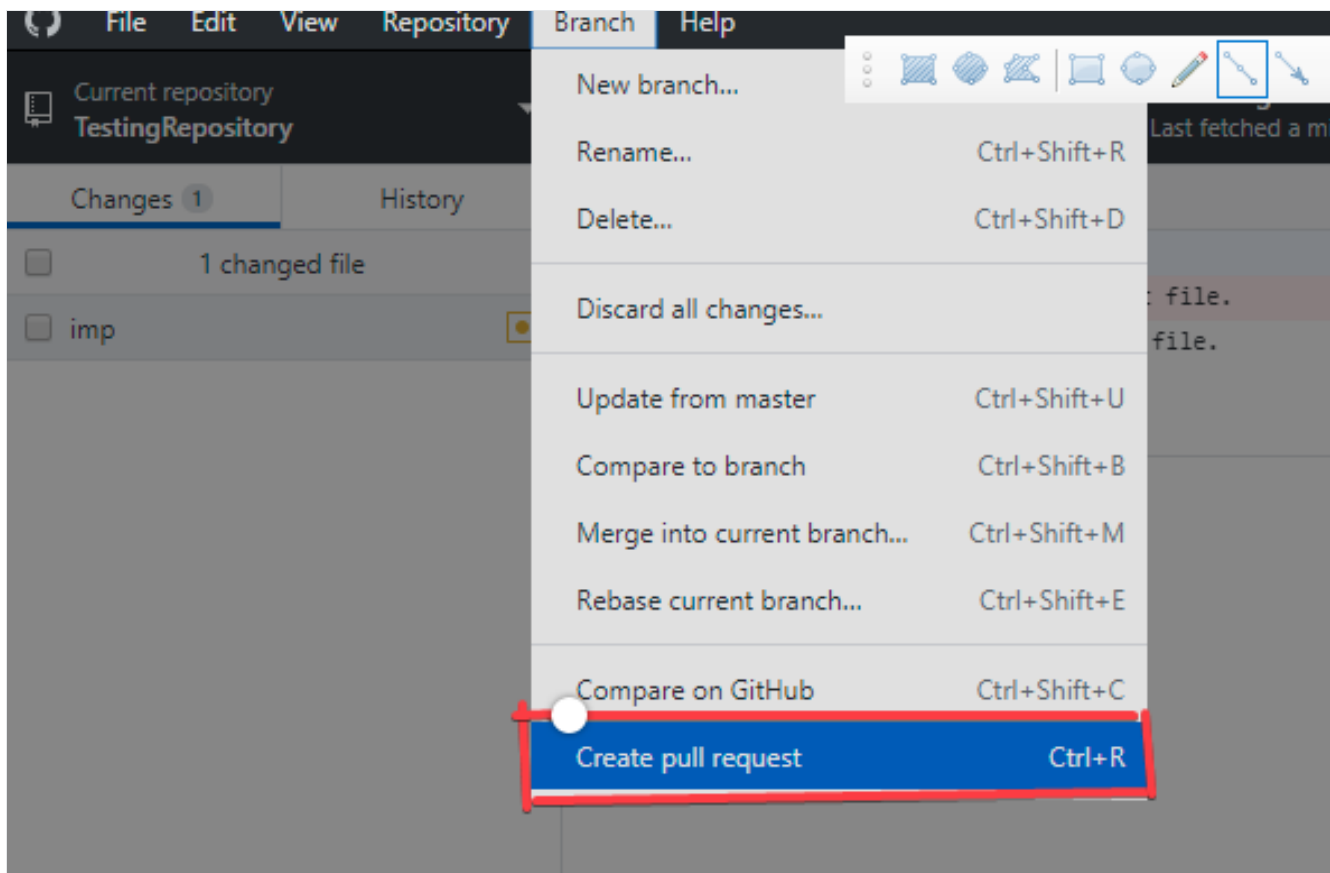 File Edit View Repository Branch Help
Current repository
TestingRepository
Last fetched a
Changes 1 History
1 changed file
imp
New branch...
Rename... Ctrl+Shift+R
Delete... Ctrl+Shift+D
Discard all changes...
Update from master Ctrl+Shift+U
Compare to branch Ctrl+Shift+B
Merge into current branch... Ctrl+Shift+M
Rebase current branch... Ctrl+Shift+E
Compare on GitHub Ctrl+Shift+C
Create pull request Ctrl+R
file.
file.